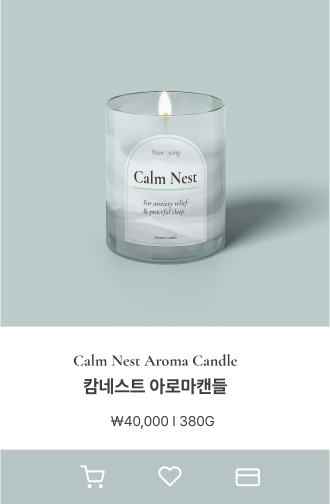 Calm Nest
For anxiety relief
& peaceful sleep.
Aroma Candle
Calm Nest Aroma Candle
캄네스트 아로마캔들
₩40,000 I 380G